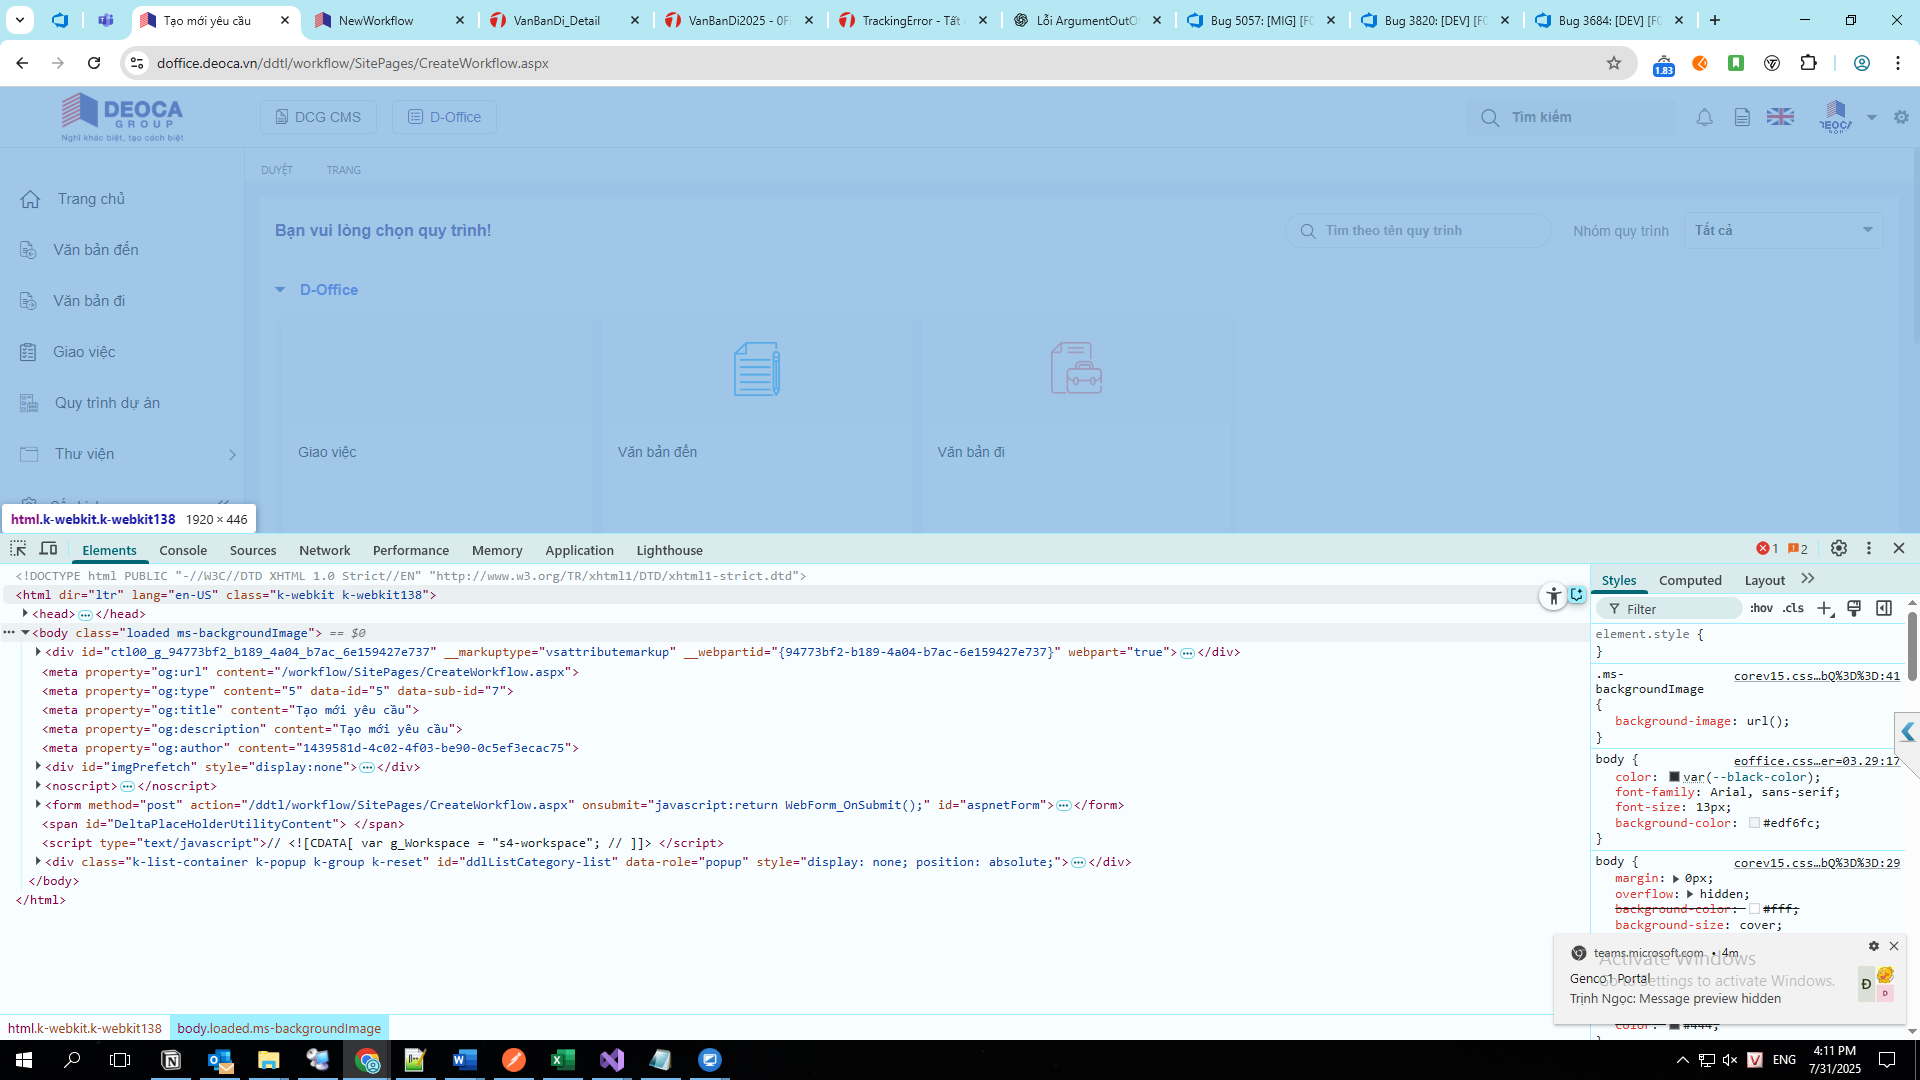 Tạo mới yêu cầu
NewWorkflow
VanBanDi_Detail
VanBanDi2025 - 0Fi
TrackingError - Tất
Lỗi ArgumentOutO
Bug 5057: [MIG] [F
Bug 3820: [DEV] [F0
Bug 3684: [DEV] [F0
doffice.deoca.vn/ddtl/workflow/SitePages/CreateWorkflow.aspx
1.83
DEOCA
GROUP
Nghĩ khác biệt, tạo cách biệt
DCG CMS
D-Office
Tìm kiếm
DUYỆT
TRANG
Trang chủ
Văn bản đến
Văn bản đi
Giao việc
Quy trình dự án
Thư viện
Bạn vui lòng chọn quy trình!
Tìm theo tên quy trình
Nhóm quy trình
Tất cả
D-Office
Giao việc
Văn bản đến
Văn bản đi
html.k-webkit.k-webkit138 1920 × 446
Elements
Console
Sources
Network
Performance
Memory
Application
Lighthouse
1
2
<!DOCTYPE html PUBLIC "-//W3C//DTD XHTML 1.0 Strict//EN" "http://www.w3.org/TR/xhtml1/DTD/xhtml1-strict.dtd">
<html dir="ltr" lang="en-US" class="k-webkit k-webkit138">
<head>…</head>
<body class="loaded ms-backgroundImage"> == $0
<div id="ctl00_g_94773bf2_b189_4a04_b7ac_6e159427e737" __markuptype="vsattributemarkup" __webpartid="{94773bf2-b189-4a04-b7ac-6e159427e737}" webpart="true">…</div>
<meta property="og:url" content="/workflow/SitePages/CreateWorkflow.aspx">
<meta property="og:type" content="5" data-id="5" data-sub-id="7">
<meta property="og:title" content="Tạo mới yêu cầu">
<meta property="og:description" content="Tạo mới yêu cầu">
<meta property="og:author" content="1439581d-4c02-4f03-be90-0c5ef3ecac75">
<div id="imgPrefetch" style="display:none">…</div>
<noscript>…</noscript>
<form method="post" action="/ddtl/workflow/SitePages/CreateWorkflow.aspx" onsubmit="javascript:return WebForm_OnSubmit();" id="aspnetForm">…</form>
<span id="DeltaPlaceHolderUtilityContent"> </span>
<script type="text/javascript">// <![CDATA[ var g_Workspace = "s4-workspace"; // ]]> </script>
<div class="k-list-container k-popup k-group k-reset" id="ddlListCategory-list" data-role="popup" style="display: none; position: absolute;">…</div>
</body>
</html>
html.k-webkit.k-webkit138
body.loaded.ms-backgroundImage
Styles
Computed
Layout
Filter
:hov .cls
element.style {
}
.ms-backgroundImage
corev15.css…bQ%3D%3D:41
{
background-image: url();
}
body {
eoffice.css…er=03.29:17
color: var(--black-color);
font-family: Arial, sans-serif;
font-size: 13px;
background-color: #edf6fc;
}
body {
corev15.css…bQ%3D%3D:29
margin: 0px;
overflow: hidden;
background-color: #fff;
background-size: cover;
color: #444;
teams.microsoft.com • 4m
Genco1 Portal
Trịnh Ngọc: Message preview hidden
Đ
D
Activate Windows
Go to Settings to activate Windows.
ENG
4:11 PM
7/31/2025